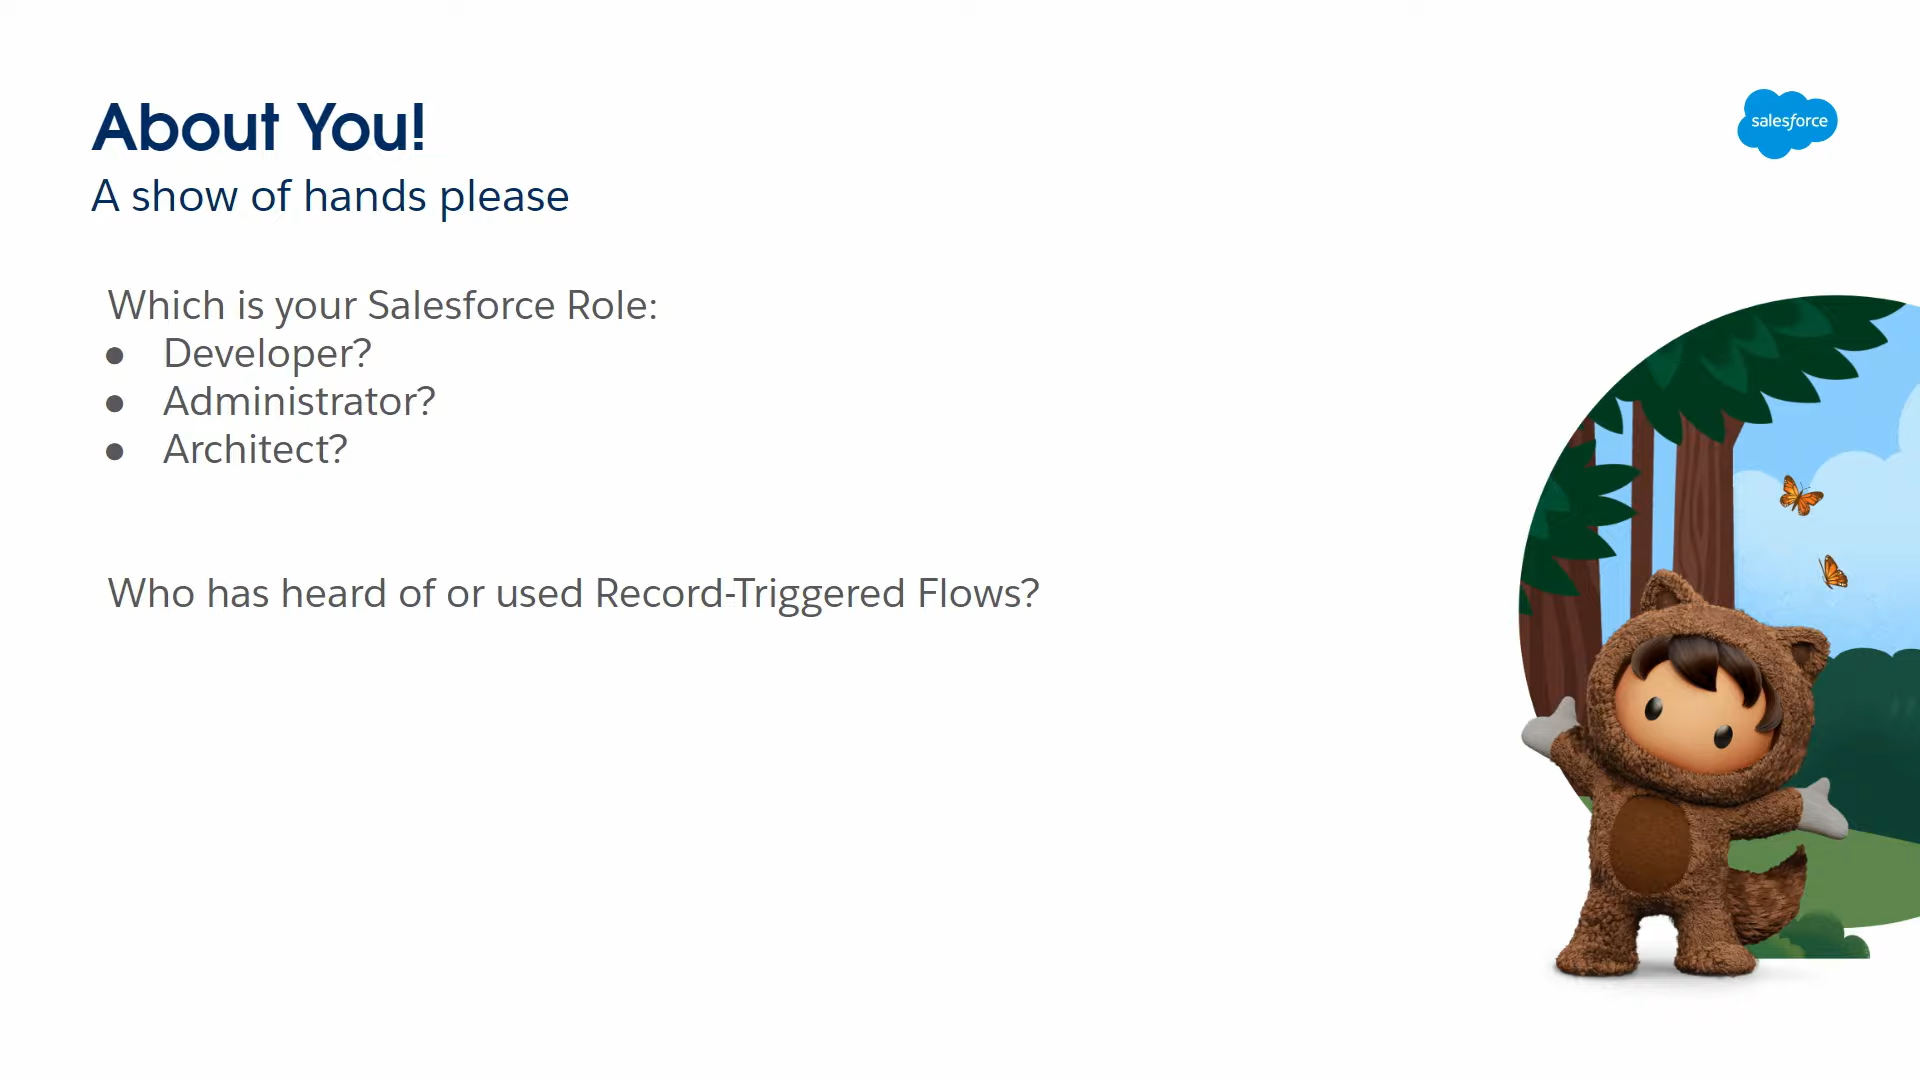 About You!
salesforce
A show of hands please
Which is your Salesforce Role:
● Developer?
● Administrator?
● Architect?
Who has heard of or used Record-Triggered Flows?